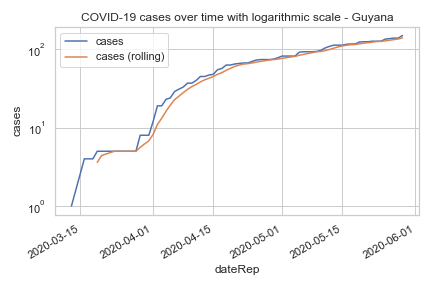 COVID-19 cases over time with logarithmic scale - Guyana
cases
cases (rolling)
10²
10¹
10⁰
cases
2020-03-15
2020-04-01
2020-04-15
2020-05-01
2020-05-15
2020-06-01
dateRep